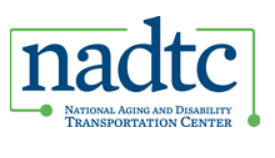 nadtc
NATIONAL AGING AND DISABILITY
TRANSPORTATION CENTER